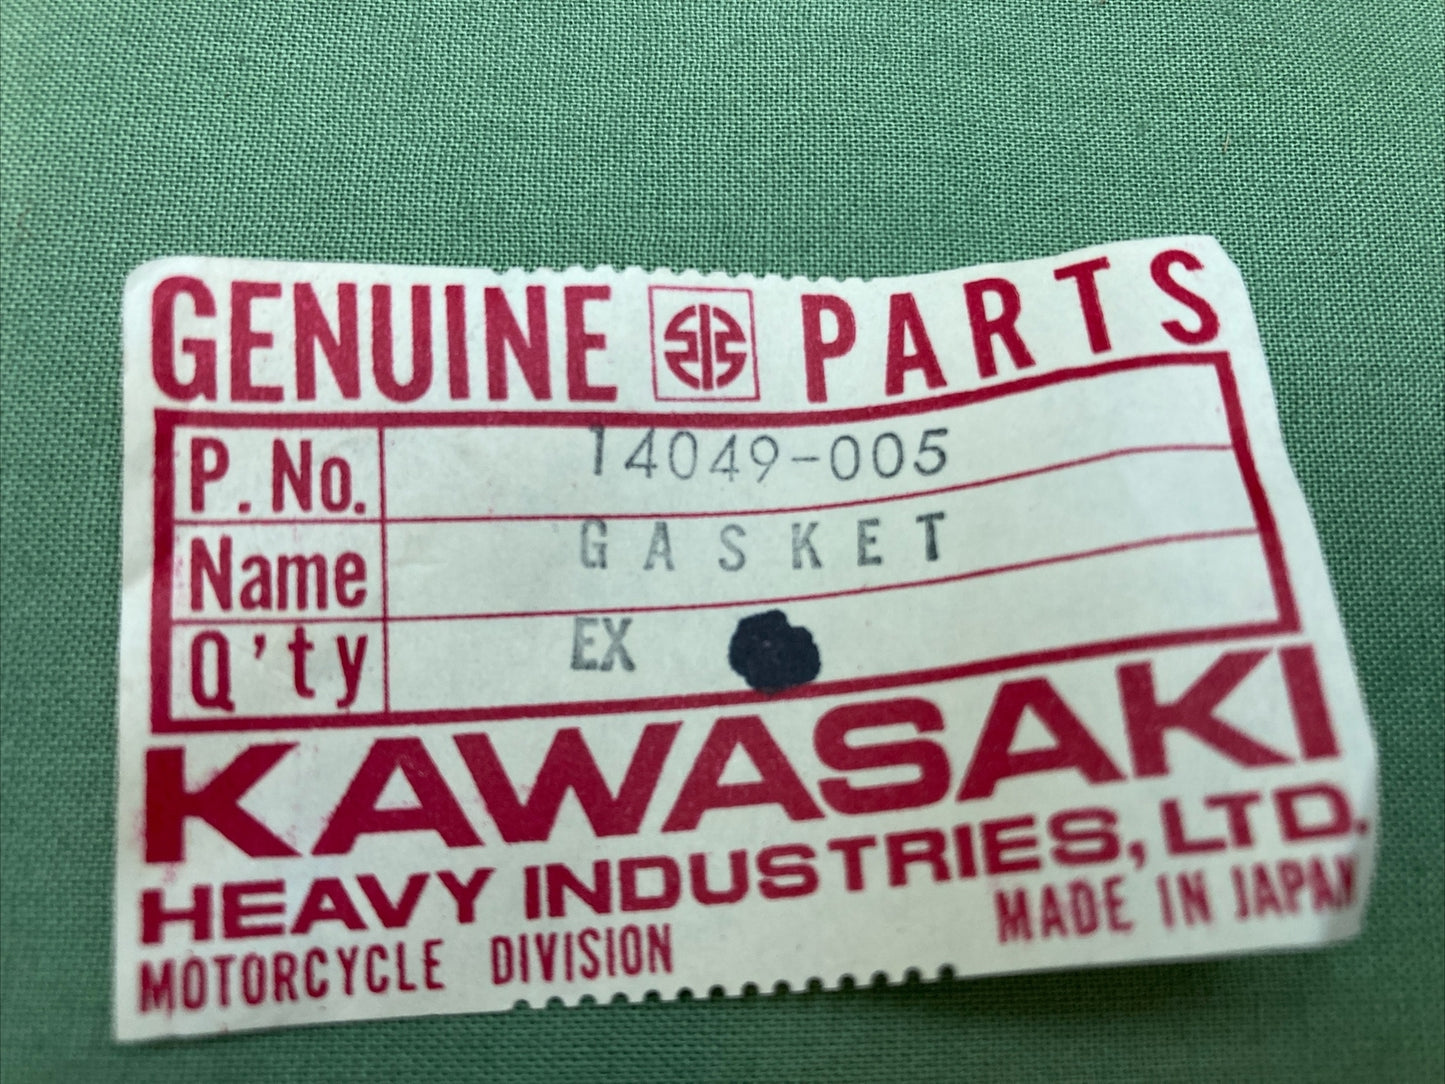 GENUINE PARTS
P. No. 14049-005
Name GASKET
Q'ty EX
KAWASAKI
HEAVY INDUSTRIES, LTD.
MOTORCYCLE DIVISION MADE IN JAPAN